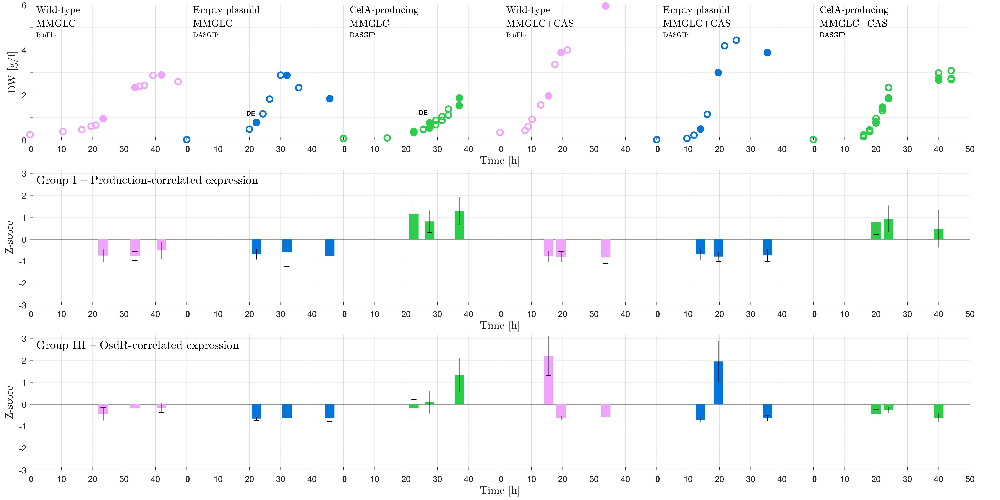 6
4
2
0
DW [g/l]
Wild-type
MMGLC
BioFlo
Empty plasmid
MMGLC
DASGIP
CelA-producing
MMGLC
DASGIP
Wild-type
MMGLC+CAS
BioFlo
Empty plasmid
MMGLC+CAS
DASGIP
CelA-producing
MMGLC+CAS
DASGIP
DE
DE
0 10 20 30 40 0 10 20 30 40 0 10 20 30 40 0 10 20 30 40 0 10 20 30 40 0 10 20 30 40 50
Time [h]
Group I – Production-correlated expression
3
2
1
0
-1
-2
-3
Z-score
0 10 20 30 40 0 10 20 30 40 0 10 20 30 40 0 10 20 30 40 0 10 20 30 40 0 10 20 30 40 50
Time [h]
Group III – OsdR-correlated expression
3
2
1
0
-1
-2
-3
Z-score
0 10 20 30 40 0 10 20 30 40 0 10 20 30 40 0 10 20 30 40 0 10 20 30 40 0 10 20 30 40 50
Time [h]